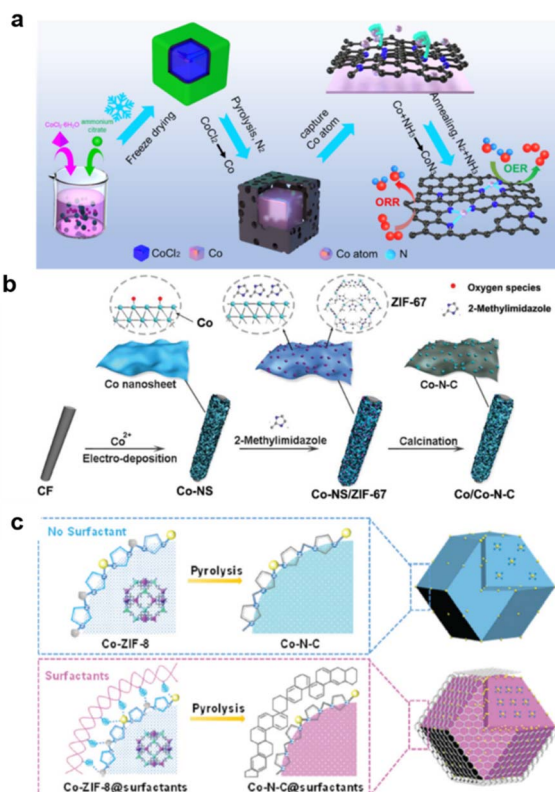 a
CoCl₂·6H₂O
ammonium
citrate
Freeze drying
Pyrolysis, N₂
CoCl₂
Co
capture
Co atom
Annealing, N₂+NH₃
Co+NH₃
OER
ORR
CoCl₂ Co Co atom N
b
Oxygen species
2-Methylimidazole
ZIF-67
Co
Co nanosheet
Co-N-C
Co²⁺
Electro-deposition
2-Methylimidazole
Calcination
CF
Co-NS
Co-NS/ZIF-67
Co/Co-N-C
c
No Surfactant
Pyrolysis
Co-ZIF-8
Co-N-C
Surfactants
Pyrolysis
Co-ZIF-8@surfactants
Co-N-C@surfactants